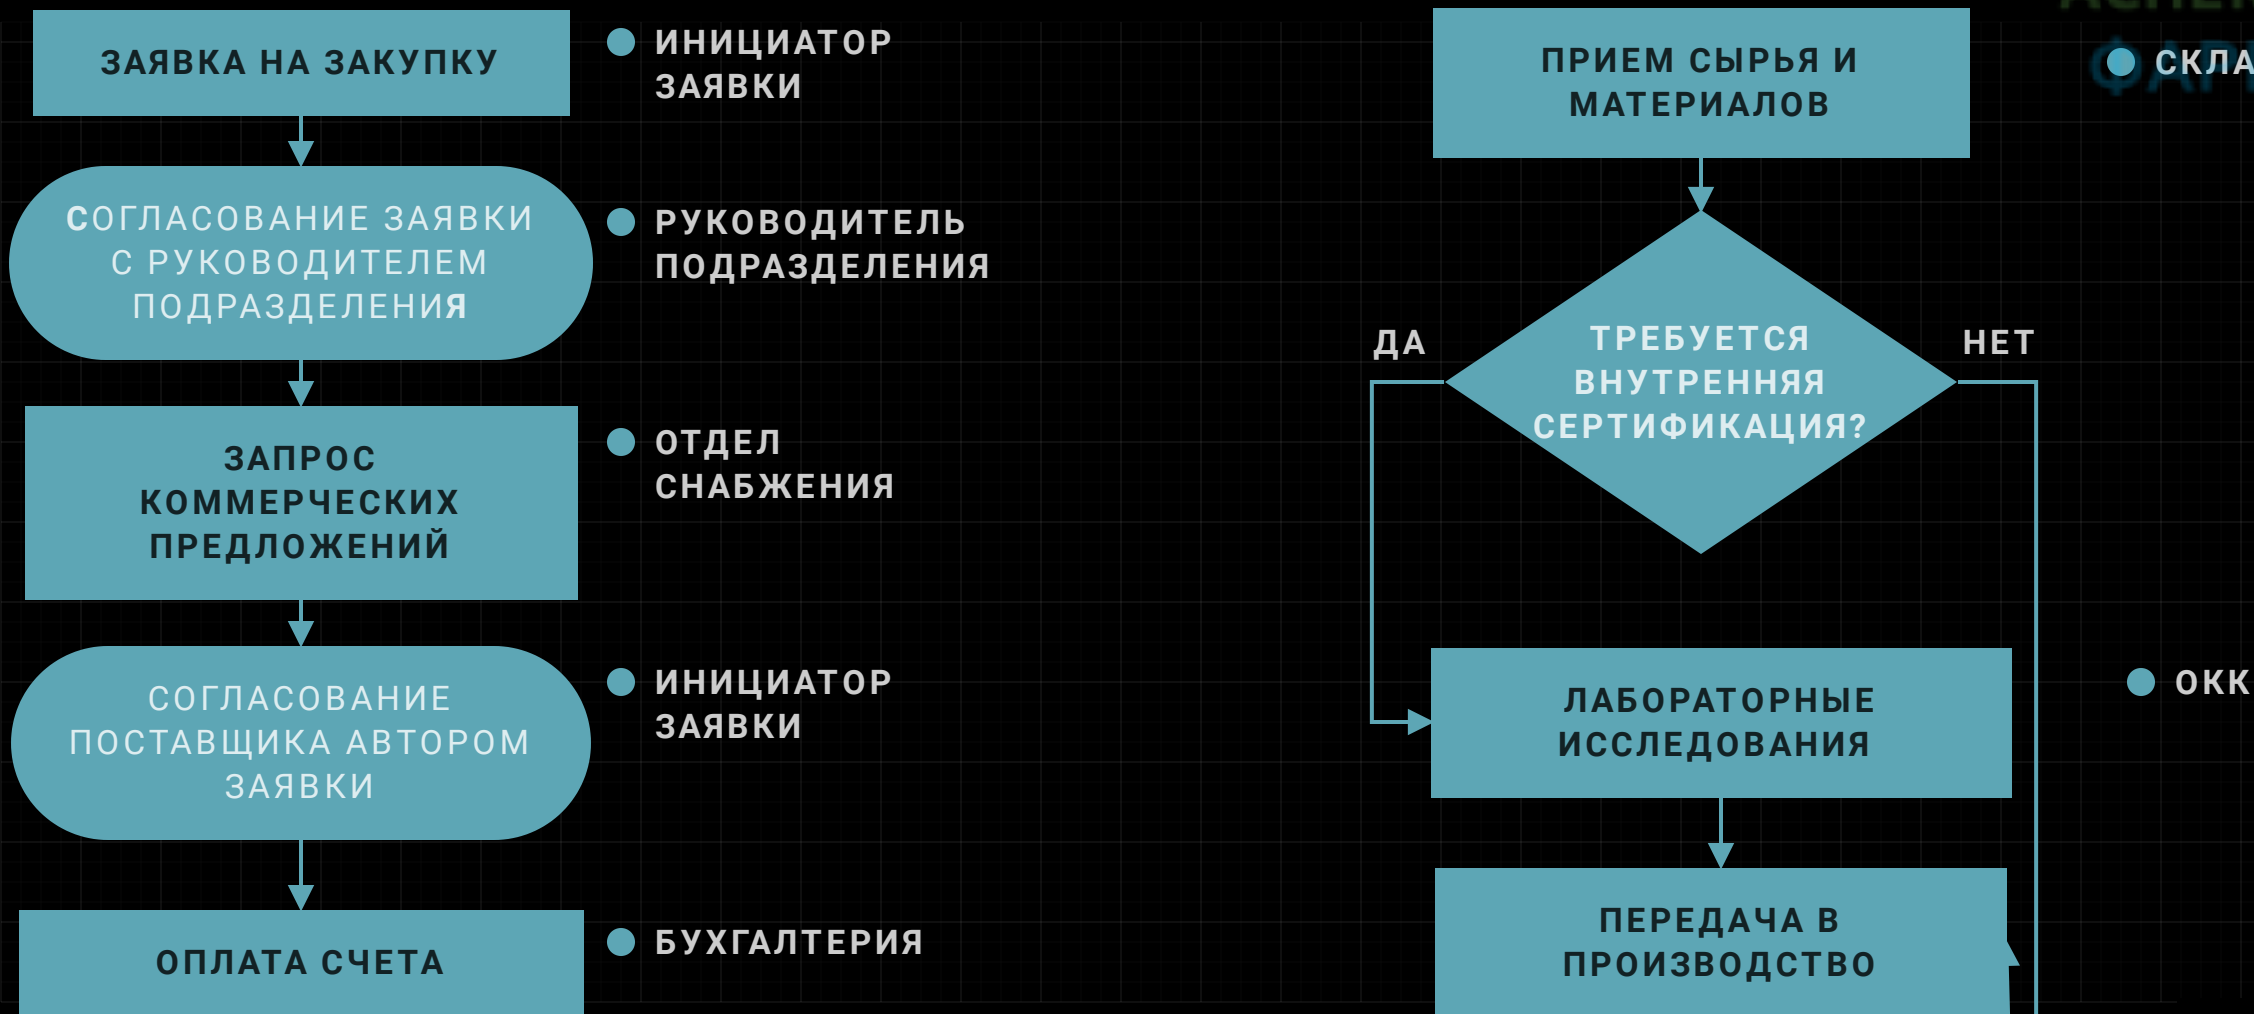 ЗАЯВКА НА ЗАКУПКУ
ИНИЦИАТОР
ЗАЯВКИ
СОГЛАСОВАНИЕ ЗАЯВКИ
С РУКОВОДИТЕЛЕМ
ПОДРАЗДЕЛЕНИЯ
РУКОВОДИТЕЛЬ
ПОДРАЗДЕЛЕНИЯ
ЗАПРОС
КОММЕРЧЕСКИХ
ПРЕДЛОЖЕНИЙ
ОТДЕЛ
СНАБЖЕНИЯ
СОГЛАСОВАНИЕ
ПОСТАВЩИКА АВТОРОМ
ЗАЯВКИ
ИНИЦИАТОР
ЗАЯВКИ
ОПЛАТА СЧЕТА
БУХГАЛТЕРИЯ
ПРИЕМ СЫРЬЯ И
МАТЕРИАЛОВ
ТРЕБУЕТСЯ
ВНУТРЕННЯЯ
СЕРТИФИКАЦИЯ?
ДА
НЕТ
ЛАБОРАТОРНЫЕ
ИССЛЕДОВАНИЯ
ОКК
ПЕРЕДАЧА В
ПРОИЗВОДСТВО